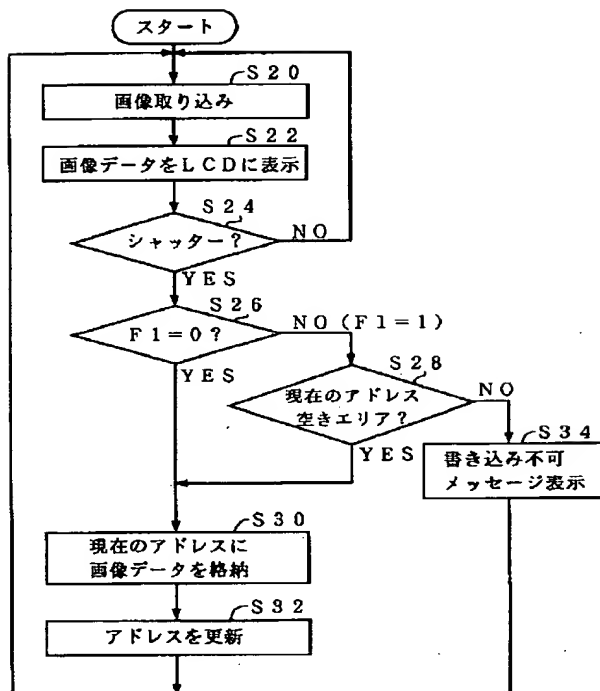 スタート
S20
画像取り込み
S22
画像データをLCDに表示
S24
シャッター?
NO
YES
S26
F1=0?
NO(F1=1)
YES
S28
現在のアドレス
空きエリア?
NO
YES
S34
書き込み不可
メッセージ表示
S30
現在のアドレスに
画像データを格納
S32
アドレスを更新